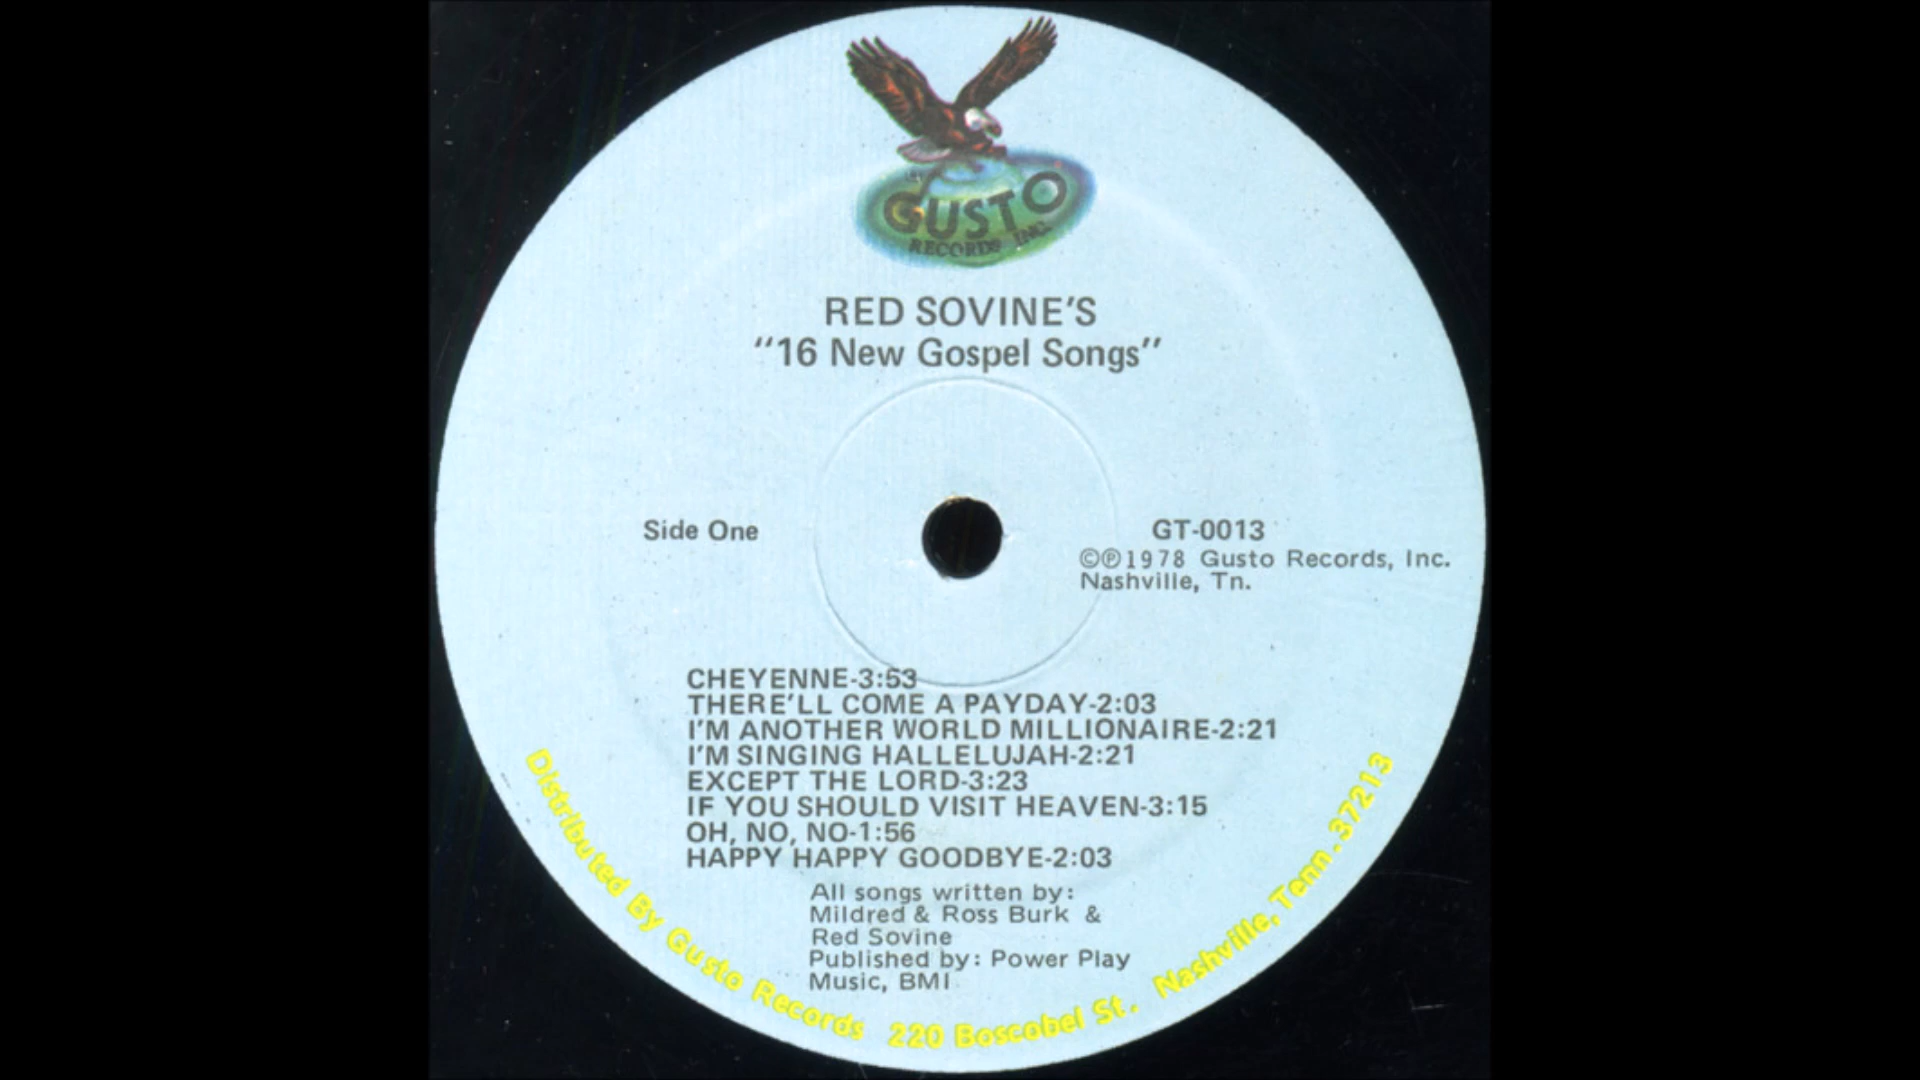 GUSTO
RECORDS INC.
RED SOVINE'S
"16 New Gospel Songs"
Side One
GT-0013
©℗1978 Gusto Records, Inc.
Nashville, Tn.
CHEYENNE-3:53
THERE'LL COME A PAYDAY-2:03
I'M ANOTHER WORLD MILLIONAIRE-2:21
I'M SINGING HALLELUJAH-2:21
EXCEPT THE LORD-3:23
IF YOU SHOULD VISIT HEAVEN-3:15
OH, NO, NO-1:56
HAPPY HAPPY GOODBYE-2:03
All songs written by:
Mildred & Ross Burk &
Red Sovine
Published by: Power Play
Music, BMI
Distributed By Gusto Records 220 Boscobel St. Nashville, Tenn. 37213